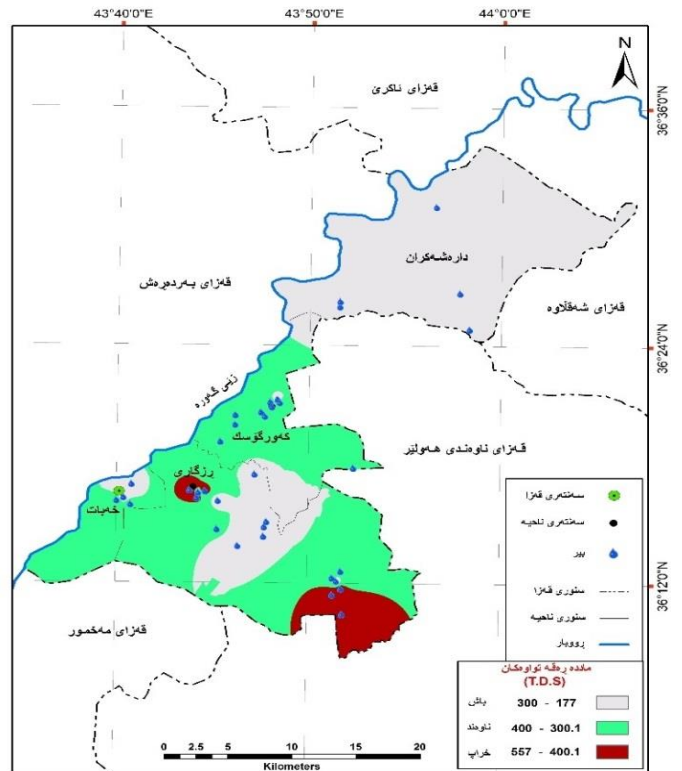 43°40'0"E
43°50'0"E
44°0'0"E
N
قەزای ئاکرێ
36°36'0"N
دارەشەکران
قەزای بەردەڕەش
قەزای شەقڵاوە
36°24'0"N
زێی گەورە
کەورگۆسک
قەزای ناوەندی هەولێر
ڕزگاری
خەبات
سەنتەری قەزا
سەنتەری ناحیە
بیر
سنوری قەزا
سنوری ناحیە
ڕووبار
36°12'0"N
قەزای مەخمور
ماددە ڕەقە تواوەکان
(T.D.S)
باش 300 - 177
ناوەند 400 - 300.1
خراپ 557 - 400.1
0 2.5 5 10 15 20
Kilometers